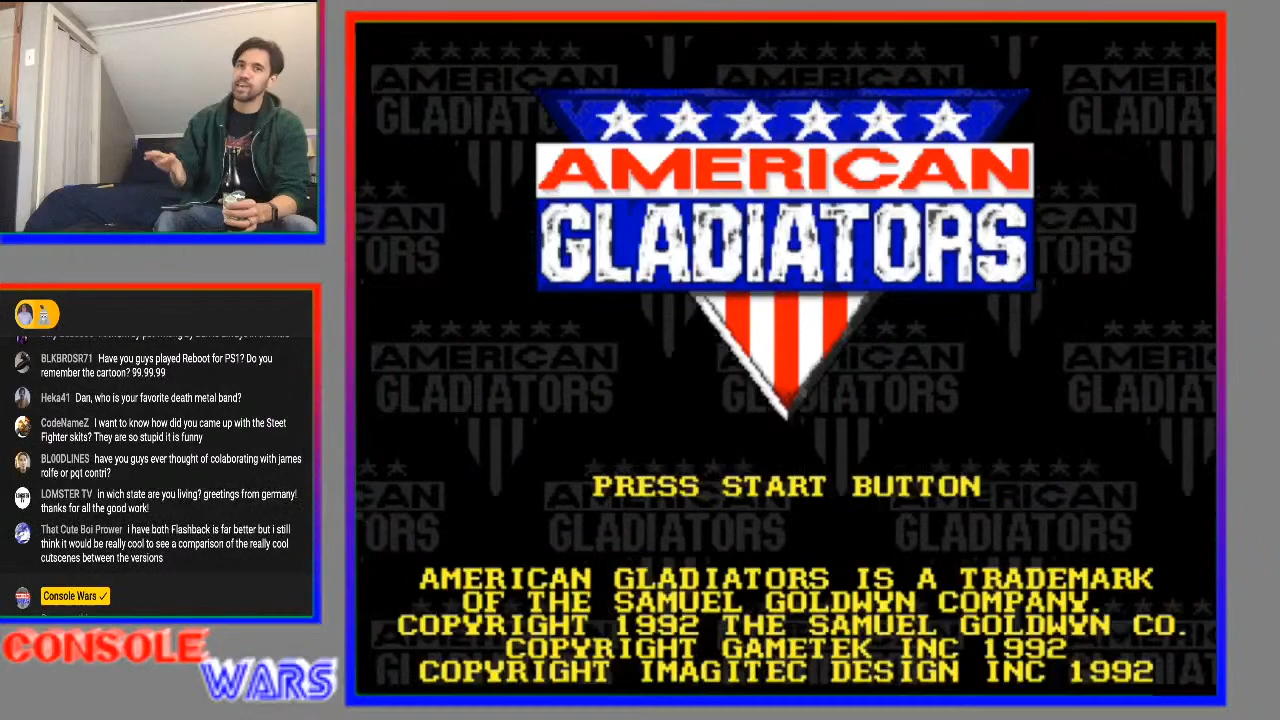 BLKBRDSR71 Have you guys played Reboot for PS1? Do you
remember the cartoon? 99.99.99
Heka41 Dan, who is your favorite death metal band?
CodeNameZ I want to know how did you came up with the Steet
Fighter skits? They are so stupid it is funny
BL00DLINES have you guys ever thought of colaborating with james
rolfe or pqt contri?
LOMSTER TV in wich state are you living? greetings from germany!
thanks for all the good work!
That Cute Boi Prower i have both Flashback is far better but i still
think it would be really cool to see a comparison of the really cool
cutscenes between the versions
Console Wars
CONSOLE
WARS
AMERICAN
GLADIATORS
PRESS START BUTTON
AMERICAN GLADIATORS IS A TRADEMARK
OF THE SAMUEL GOLDWYN COMPANY.
COPYRIGHT 1992 THE SAMUEL GOLDWYN CO.
COPYRIGHT GAMETEK INC 1992
COPYRIGHT IMAGITEC DESIGN INC 1992